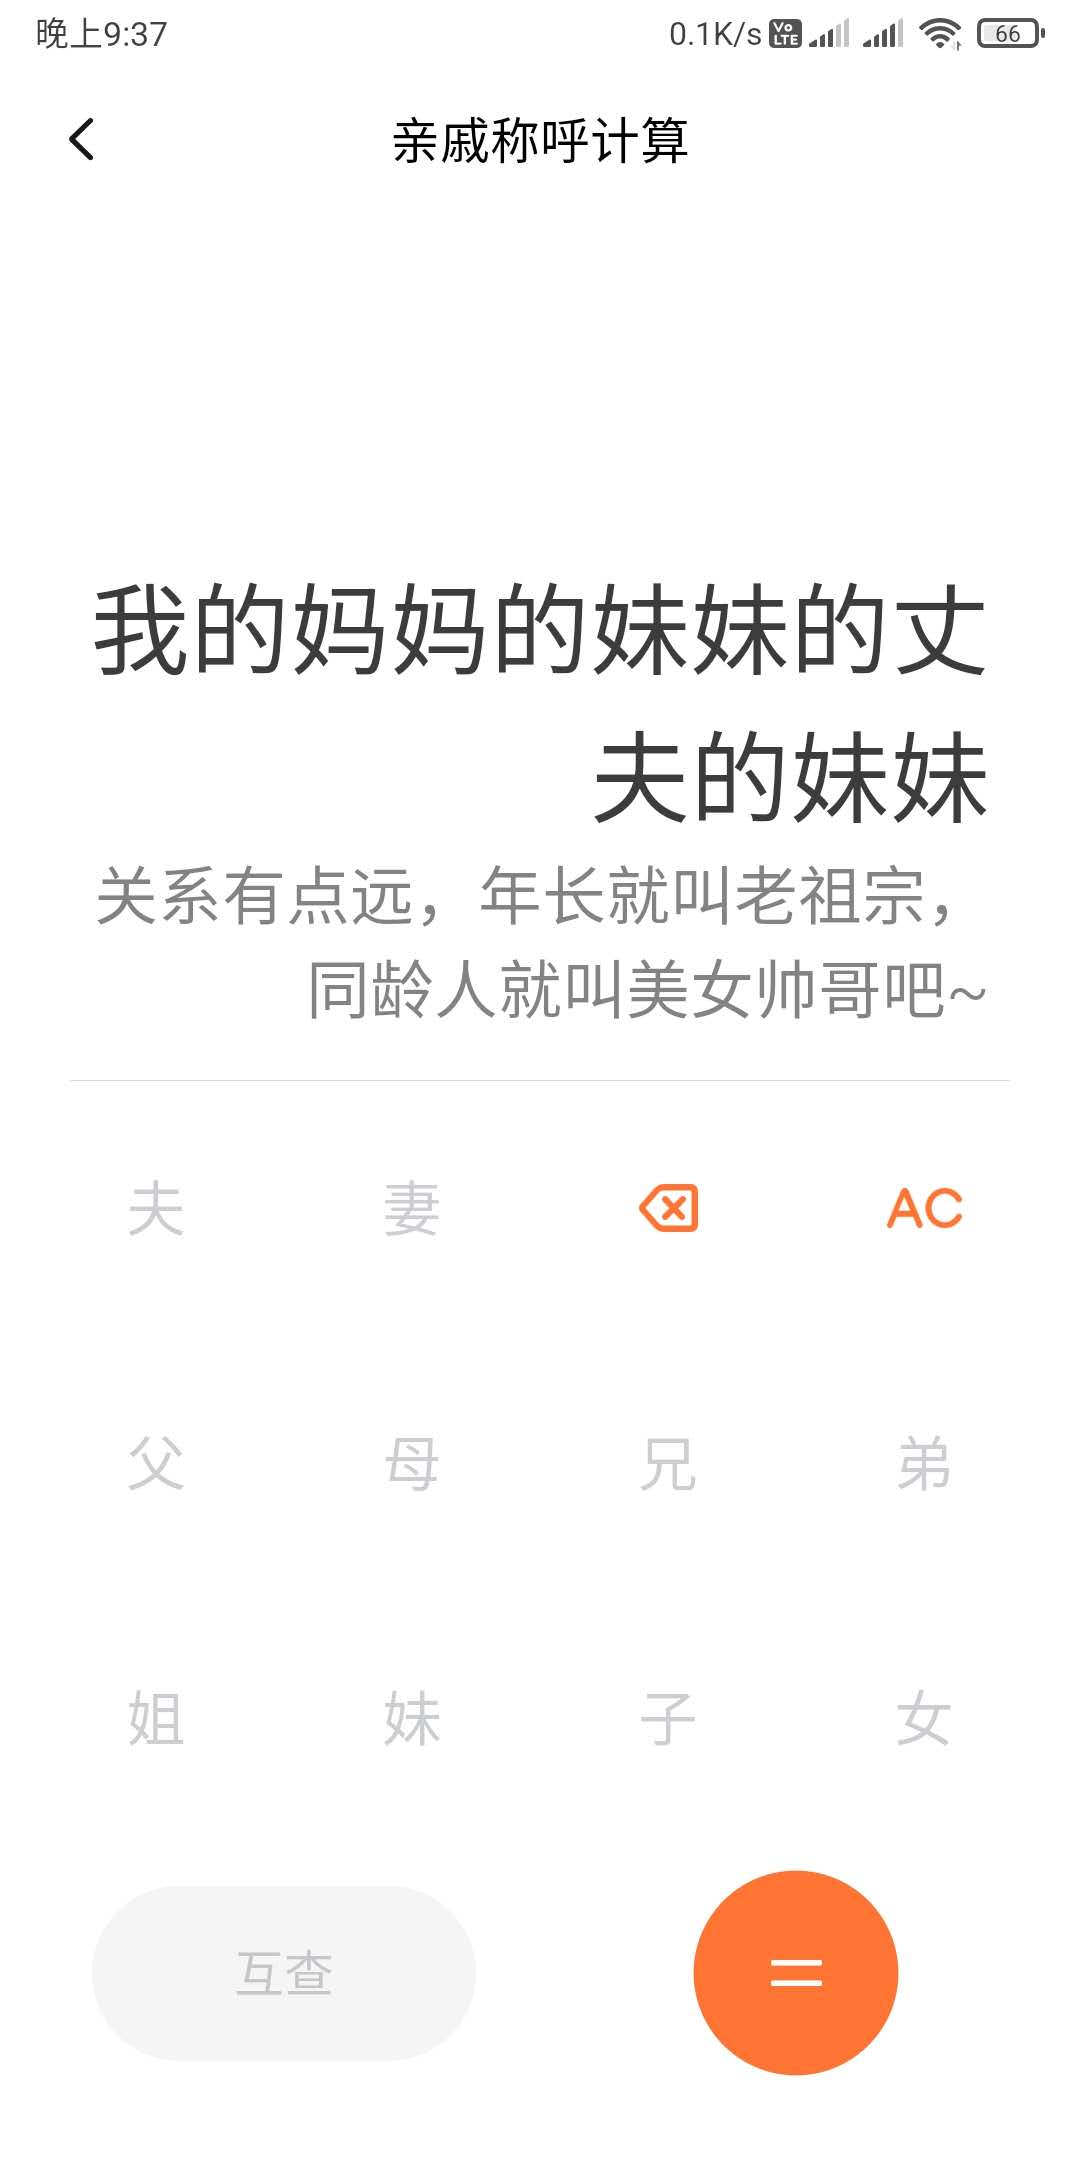 晚上9:37 0.1K/s Vo LTE 66
亲戚称呼计算
我的妈妈的妹妹的丈
夫的妹妹
关系有点远，年长就叫老祖宗，
同龄人就叫美女帅哥吧~
夫 妻 AC
父 母 兄 弟
姐 妹 子 女
互查 =